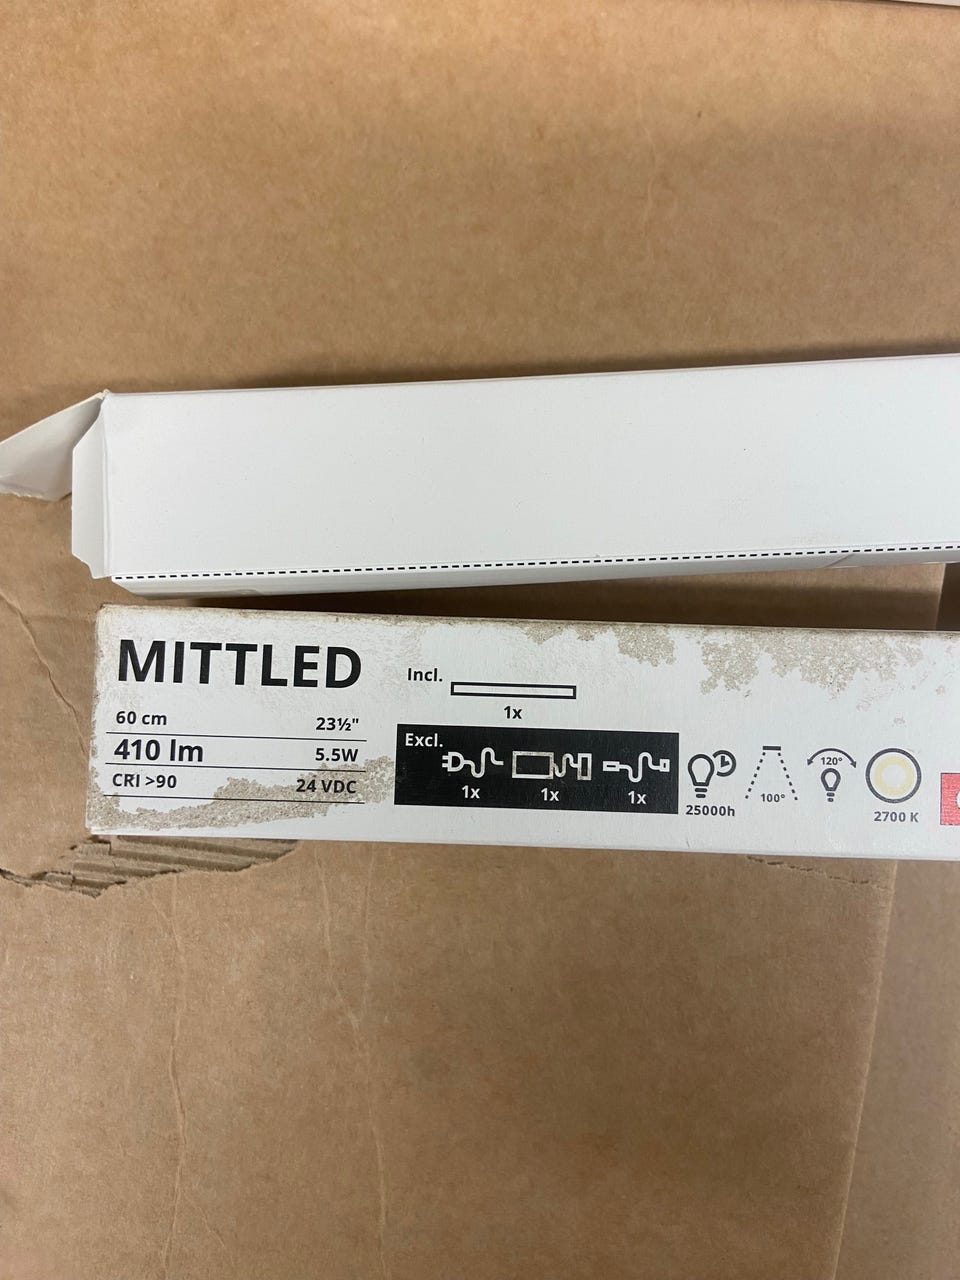 MITTLED
60 cm 23½"
410 lm 5.5W
CRI >90 24 VDC
Incl.
1x
Excl.
1x 1x 1x
25000h
100°
120°
2700 K